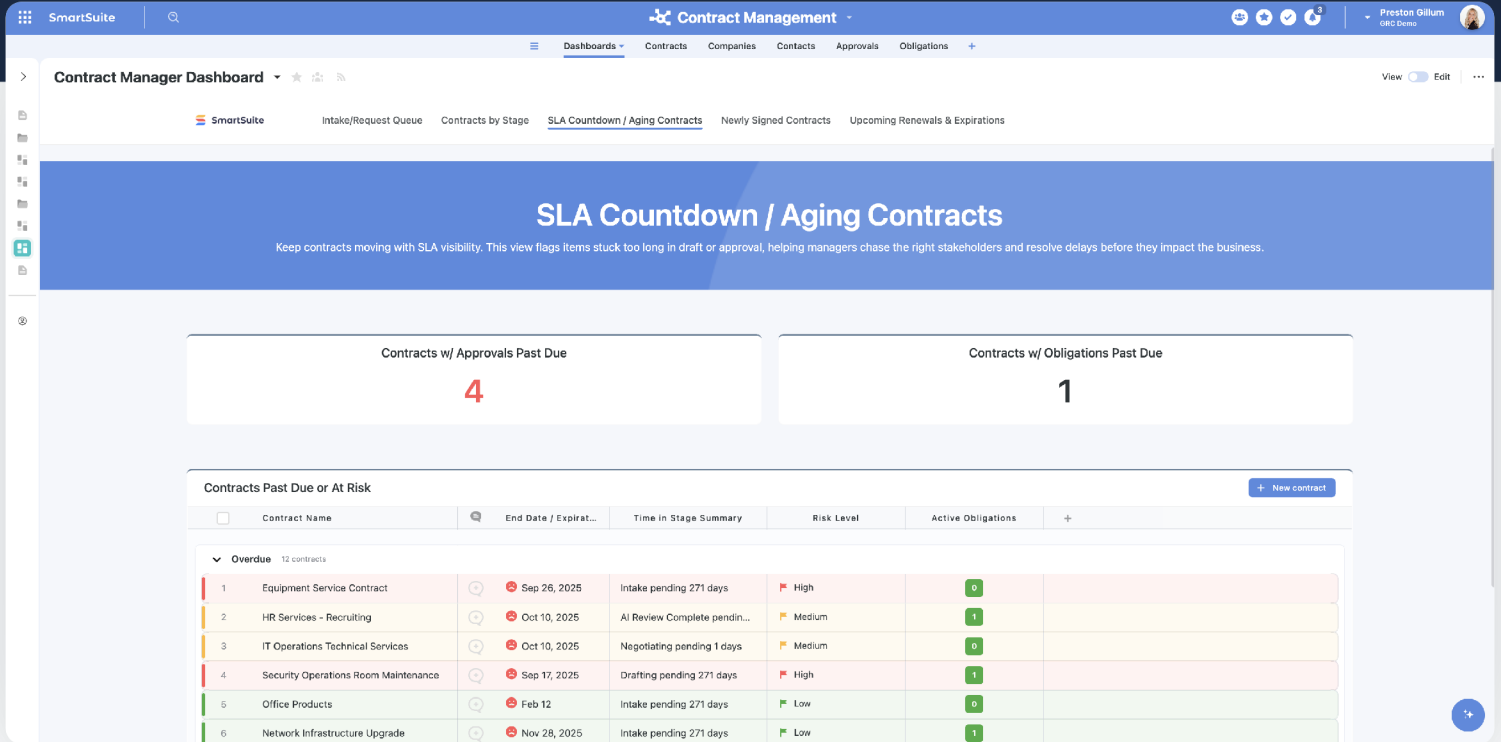 SmartSuite
Contract Management
3
Preston Gillum
GRC Demo
Dashboards
Contracts
Companies
Contacts
Approvals
Obligations
Contract Manager Dashboard
View
Edit
SmartSuite
Intake/Request Queue
Contracts by Stage
SLA Countdown / Aging Contracts
Newly Signed Contracts
Upcoming Renewals & Expirations
SLA Countdown / Aging Contracts
Keep contracts moving with SLA visibility. This view flags items stuck too long in draft or approval, helping managers chase the right stakeholders and resolve delays before they impact the business.
Contracts w/ Approvals Past Due
4
Contracts w/ Obligations Past Due
1
Contracts Past Due or At Risk
+ New contract
Contract Name
End Date / Expirat...
Time in Stage Summary
Risk Level
Active Obligations
+
Overdue 12 contracts
1 Equipment Service Contract Sep 26, 2025 Intake pending 271 days High 0
2 HR Services - Recruiting Oct 10, 2025 AI Review Complete pendin... Medium 1
3 IT Operations Technical Services Oct 10, 2025 Negotiating pending 1 days Medium 0
4 Security Operations Room Maintenance Sep 17, 2025 Drafting pending 271 days High 1
5 Office Products Feb 12 Intake pending 271 days Low 0
6 Network Infrastructure Upgrade Nov 28, 2025 Intake pending 271 days Low 1